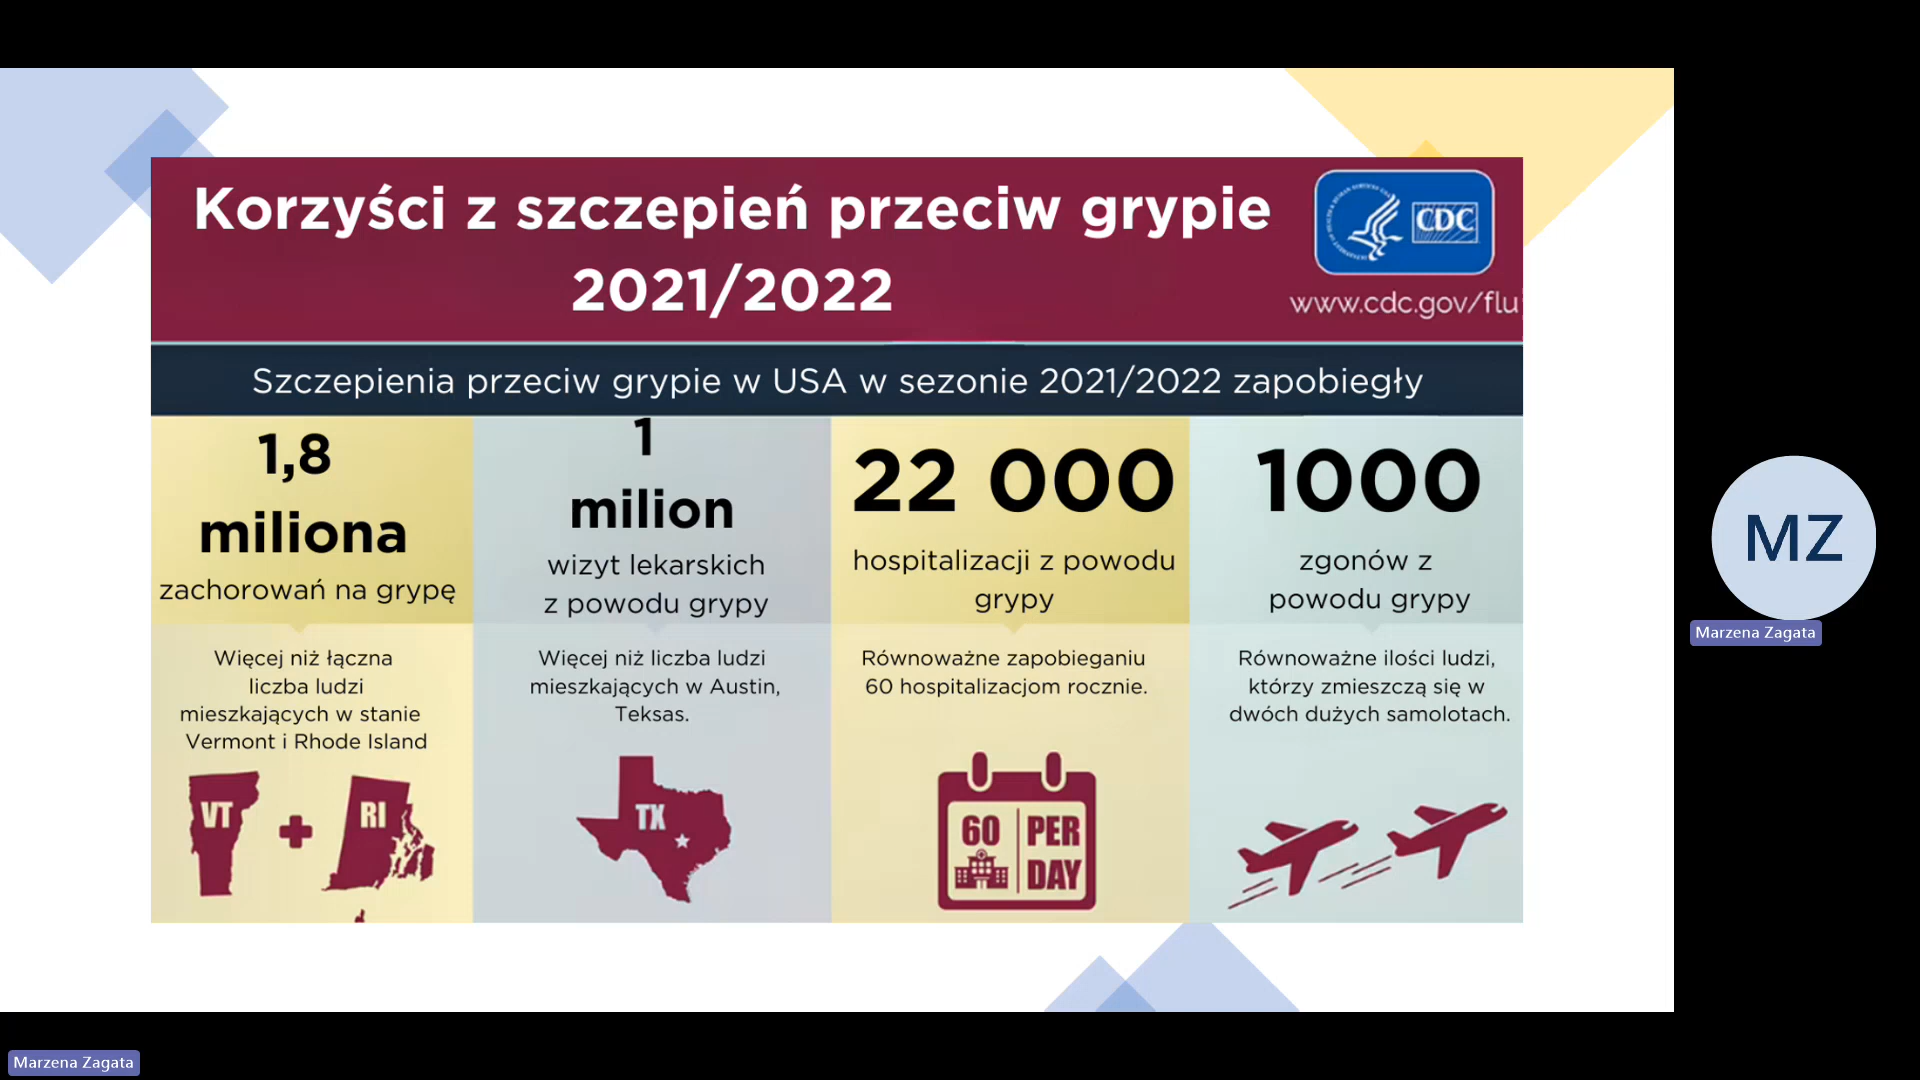 Korzyści z szczepień przeciw grypie
2021/2022
CDC
www.cdc.gov/flu
Szczepienia przeciw grypie w USA w sezonie 2021/2022 zapobiegły
1,8
miliona
zachorowań na grypę
Więcej niż łączna
liczba ludzi
mieszkających w stanie
Vermont i Rhode Island
VT
RI
1
milion
wizyt lekarskich
z powodu grypy
Więcej niż liczba ludzi
mieszkających w Austin,
Teksas.
TX
22 000
hospitalizacji z powodu
grypy
Równoważne zapobieganiu
60 hospitalizacjom rocznie.
60 PER
DAY
1000
zgonów z
powodu grypy
Równoważne ilości ludzi,
którzy zmieszczą się w
dwóch dużych samolotach.
MZ
Marzena Zagata
Marzena Zagata